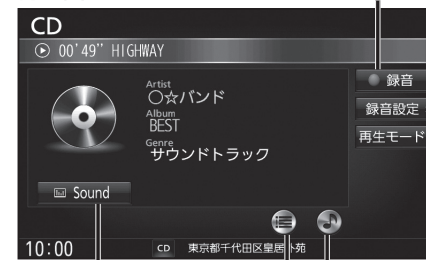 CD
00'49" HIGHWAY
Artist
○☆バンド
Album
BEST
Genre
サウンドトラック
録音
録音設定
再生モード
Sound
10:00
CD 東京都千代田区皇居外苑